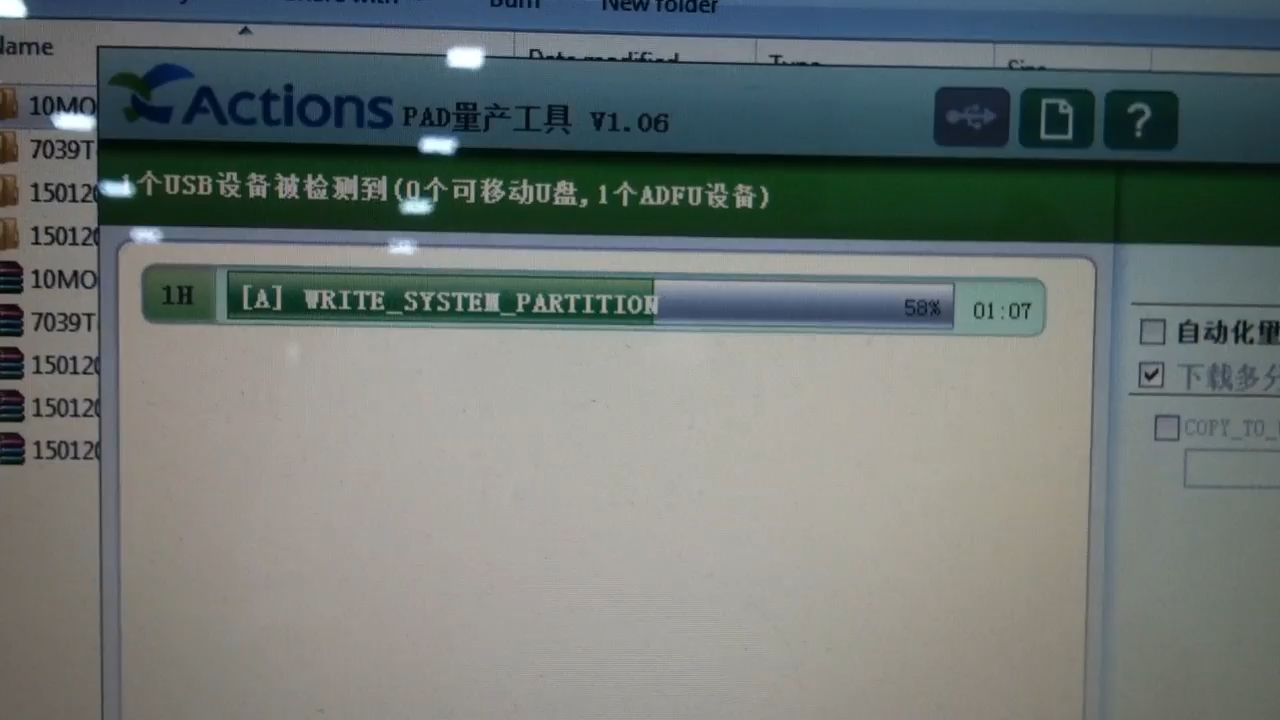 New folder
Name
Actions PAD量产工具 V1.06
?
1个USB设备被检测到(0个可移动U盘,1个ADFU设备)
10MO
7039T
15012
15012
10MO
7039T
15012
15012
15012
1H [A] WRITE_SYSTEM_PARTITION 58% 01:07
自动化量
下载多分
COPY_TO_